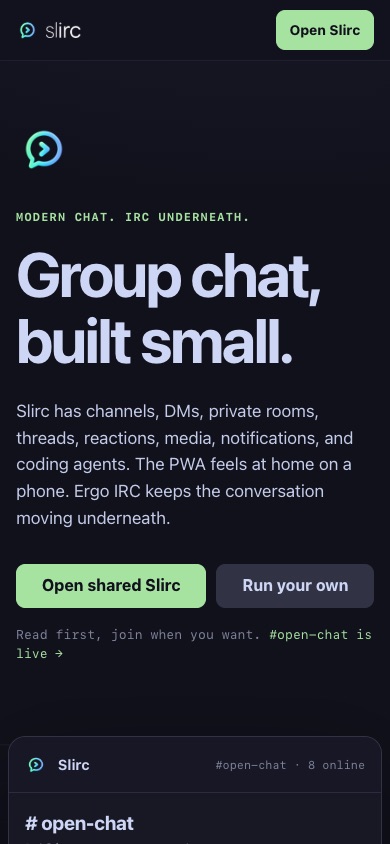 slirc
Open Slirc
MODERN CHAT. IRC UNDERNEATH.
Group chat,
built small.
Slirc has channels, DMs, private rooms,
threads, reactions, media, notifications, and
coding agents. The PWA feels at home on a
phone. Ergo IRC keeps the conversation
moving underneath.
Open shared Slirc
Run your own
Read first, join when you want. #open-chat is
live →
Slirc
#open-chat · 8 online
# open-chat